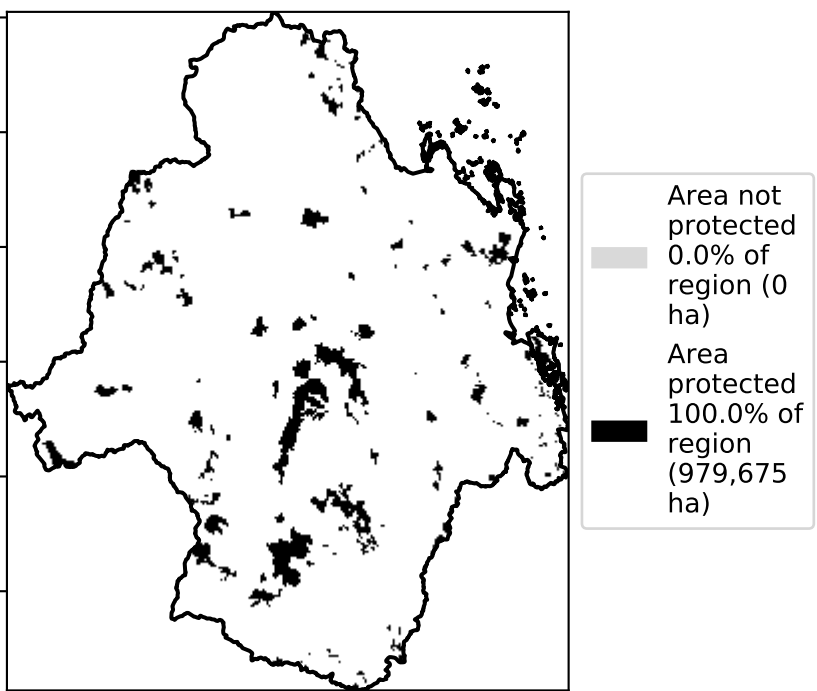 Area not
protected
0.0% of
region (0
ha)
Area
protected
100.0% of
region
(979,675
ha)